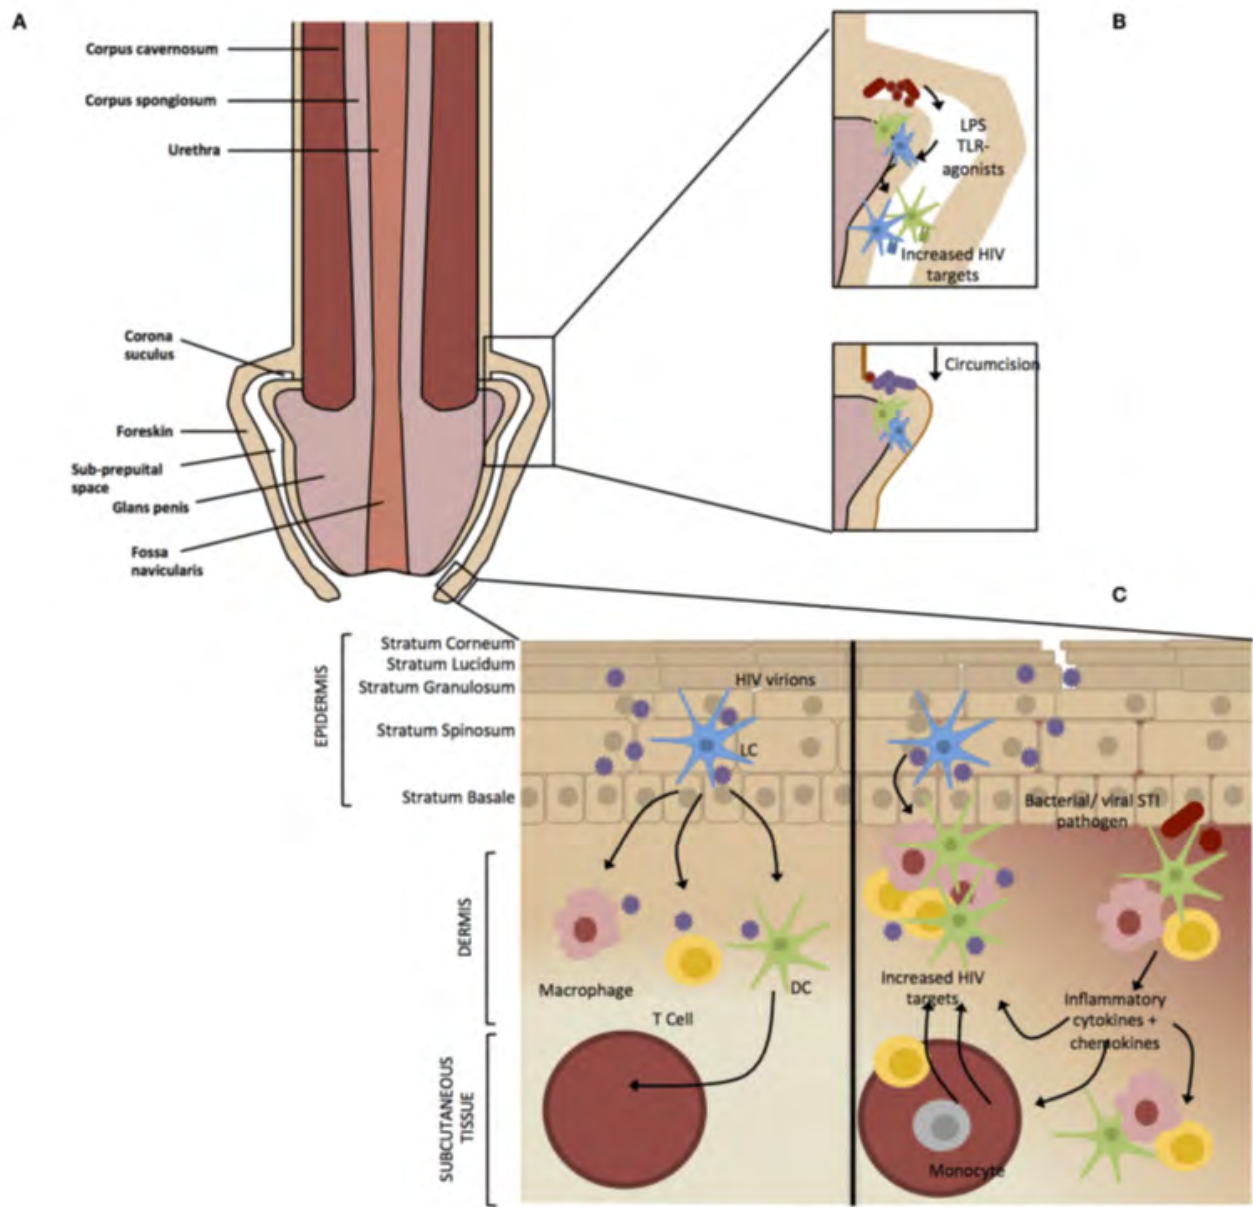 A
Corpus cavernosum
Corpus spongiosum
Urethra
Corona
suculus
Foreskin
Sub-prepuital
space
Glans penis
Fossa
navicularis
B
LPS
TLR-
agonists
Increased HIV
targets
Circumcision
C
EPIDERMIS
Stratum Corneum
Stratum Lucidum
Stratum Granulosum
Stratum Spinosum
Stratum Basale
DERMIS
SUBCUTANEOUS
TISSUE
HIV virions
LC
Macrophage
T Cell
DC
Bacterial/ viral STI
pathogen
Increased HIV
targets
Inflammatory
cytokines +
chemokines
Monocyte